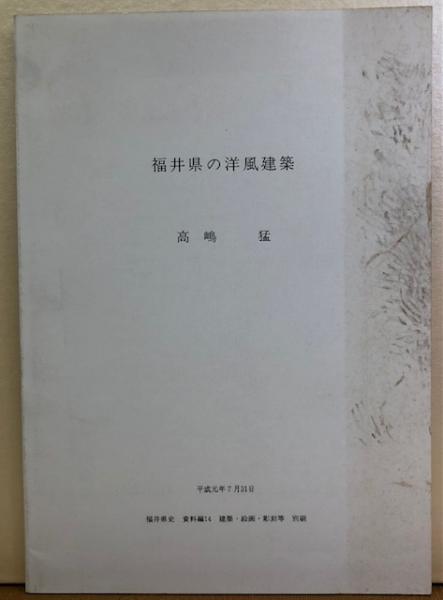 福井県の洋風建築
高嶋 猛
平成元年7月31日
福井県史 資料編14 建築・絵画・彫刻等 別刷